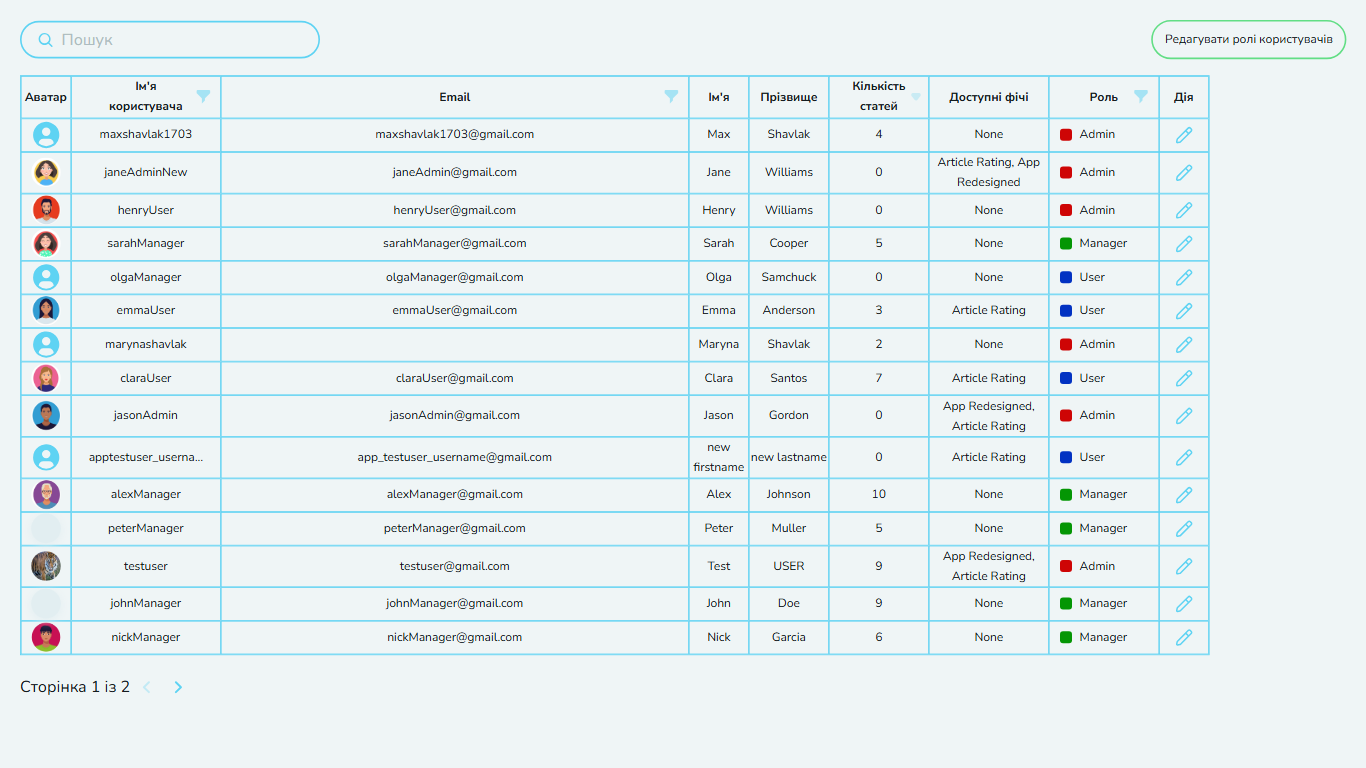 Пошук
Редагувати ролі користувачів
Аватар Ім'я користувача Email Ім'я Прізвище Кількість статей Доступні фічі Роль Дія
maxshavlak1703 maxshavlak1703@gmail.com Max Shavlak 4 None Admin
janeAdminNew janeAdmin@gmail.com Jane Williams 0 Article Rating, App Redesigned Admin
henryUser henryUser@gmail.com Henry Williams 0 None Admin
sarahManager sarahManager@gmail.com Sarah Cooper 5 None Manager
olgaManager olgaManager@gmail.com Olga Samchuck 0 None User
emmaUser emmaUser@gmail.com Emma Anderson 3 Article Rating User
marynashavlak Maryna Shavlak 2 None Admin
claraUser claraUser@gmail.com Clara Santos 7 Article Rating User
jasonAdmin jasonAdmin@gmail.com Jason Gordon 0 App Redesigned, Article Rating Admin
apptestuser_userna... app_testuser_username@gmail.com new firstname new lastname 0 Article Rating User
alexManager alexManager@gmail.com Alex Johnson 10 None Manager
peterManager peterManager@gmail.com Peter Muller 5 None Manager
testuser testuser@gmail.com Test USER 9 App Redesigned, Article Rating Admin
johnManager johnManager@gmail.com John Doe 9 None Manager
nickManager nickManager@gmail.com Nick Garcia 6 None Manager
Сторінка 1 із 2